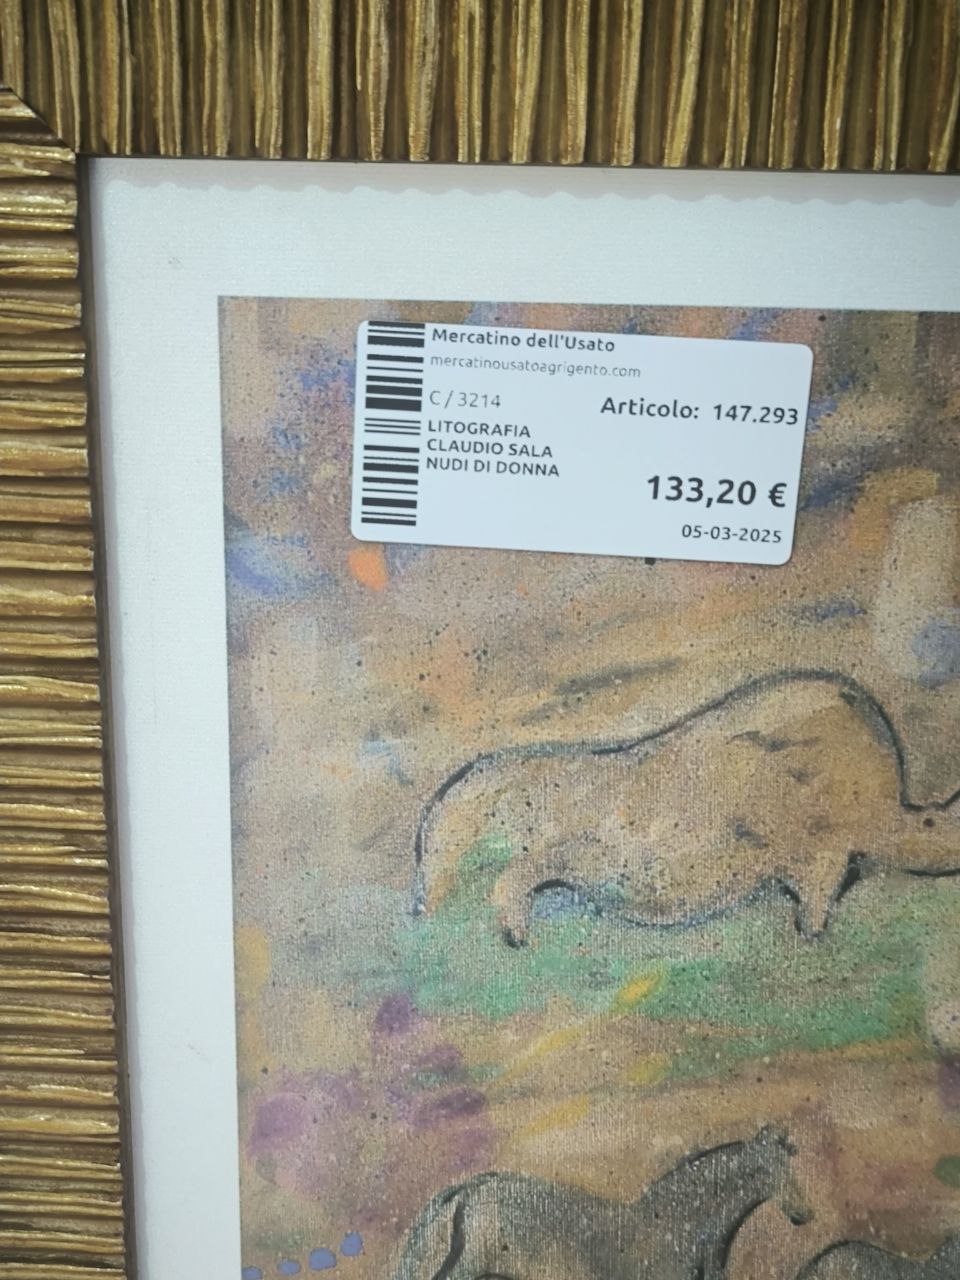 Mercatino dell'Usato
mercatinousatoagrigento.com
C / 3214
Articolo: 147.293
LITOGRAFIA
CLAUDIO SALA
NUDI DI DONNA
133,20 €
05-03-2025